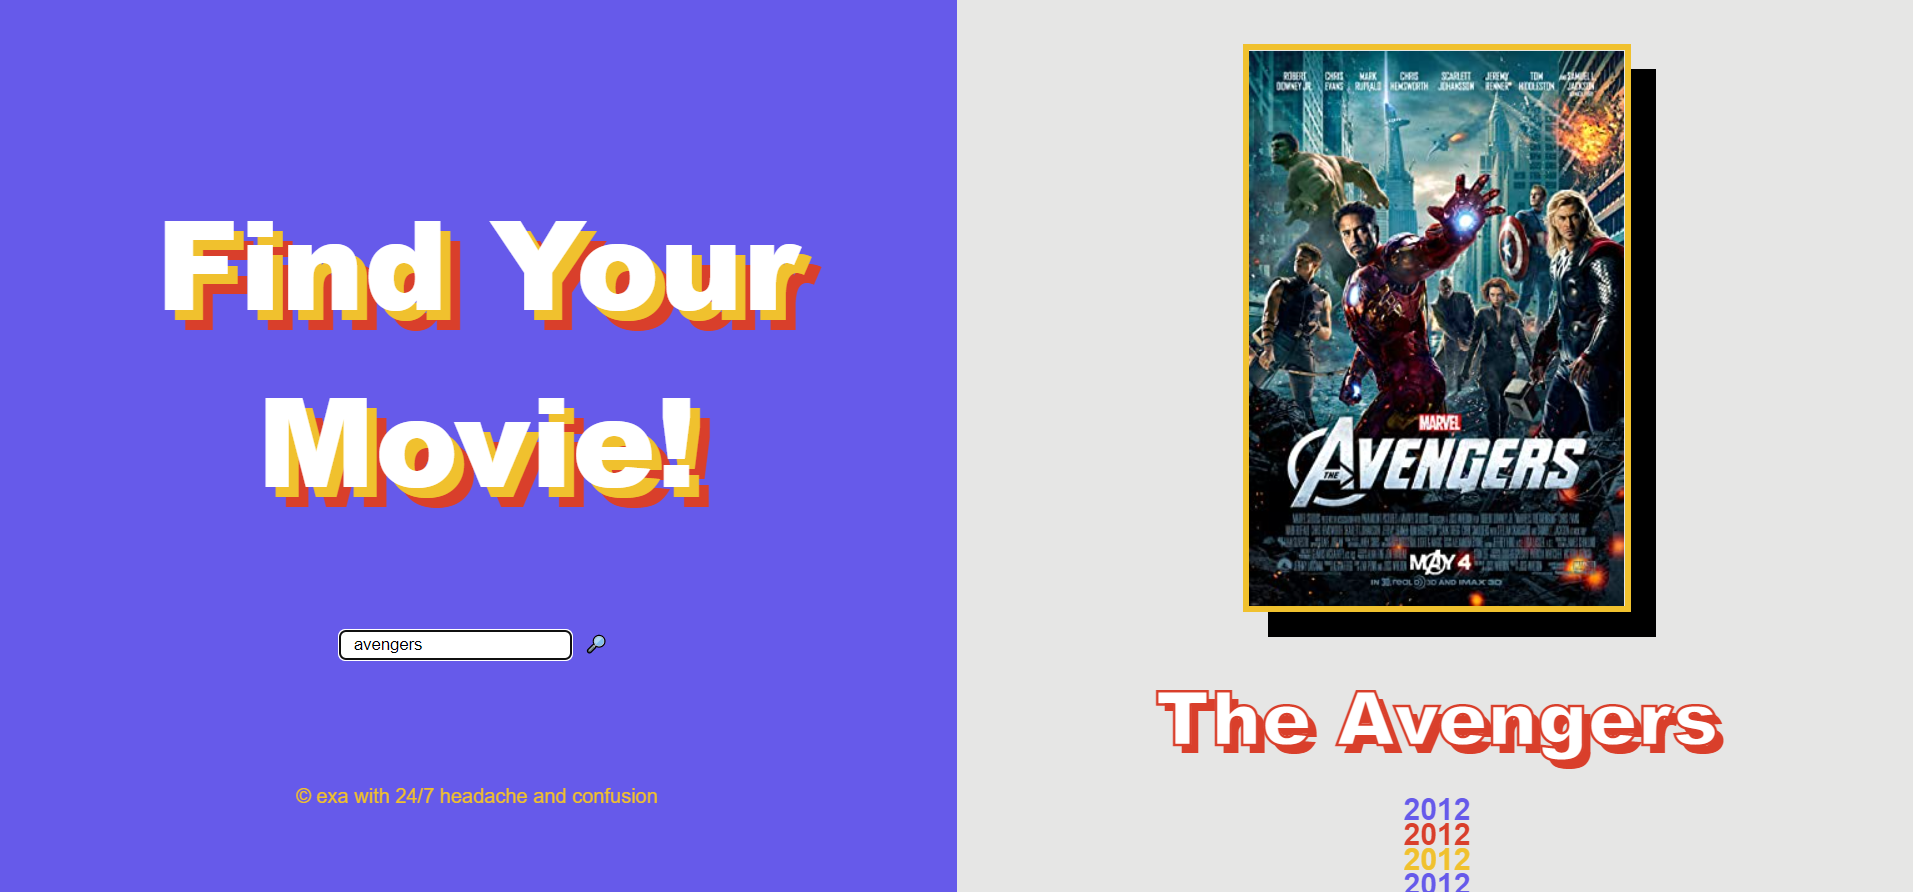 Find Your
Movie!
avengers
© exa with 24/7 headache and confusion
ROBERT DOWNEY JR.
CHRIS EVANS
MARK RUFFALO
CHRIS HEMSWORTH
SCARLETT JOHANSSON
JEREMY RENNER
TOM HIDDLESTON
AND SAMUEL L. JACKSON
MARVEL
THE AVENGERS
MAY 4
IN REAL D 3D AND IMAX 3D
The Avengers
2012
2012
2012
2012